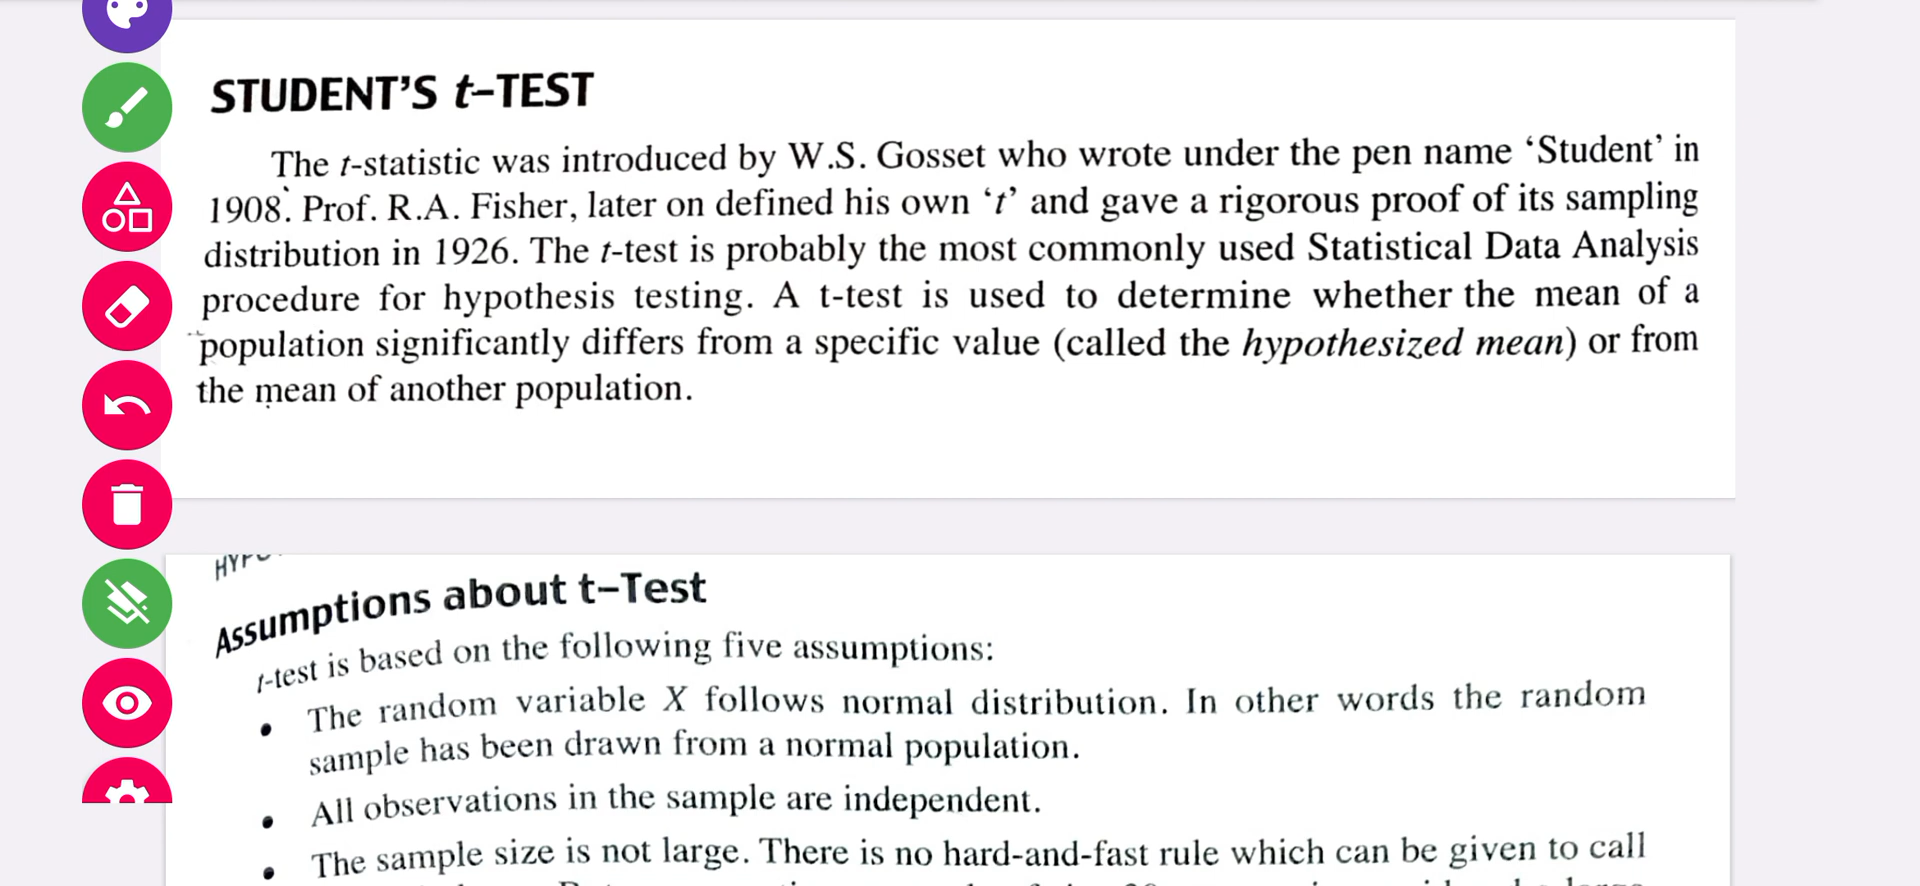 STUDENT'S t–TEST
The t-statistic was introduced by W.S. Gosset who wrote under the pen name ‘Student’ in
1908. Prof. R.A. Fisher, later on defined his own ‘t’ and gave a rigorous proof of its sampling
distribution in 1926. The t-test is probably the most commonly used Statistical Data Analysis
procedure for hypothesis testing. A t-test is used to determine whether the mean of a
population significantly differs from a specific value (called the hypothesized mean) or from
the mean of another population.
Assumptions about t–Test
t-test is based on the following five assumptions:
• The random variable X follows normal distribution. In other words the random
sample has been drawn from a normal population.
• All observations in the sample are independent.
• The sample size is not large. There is no hard-and-fast rule which can be given to call